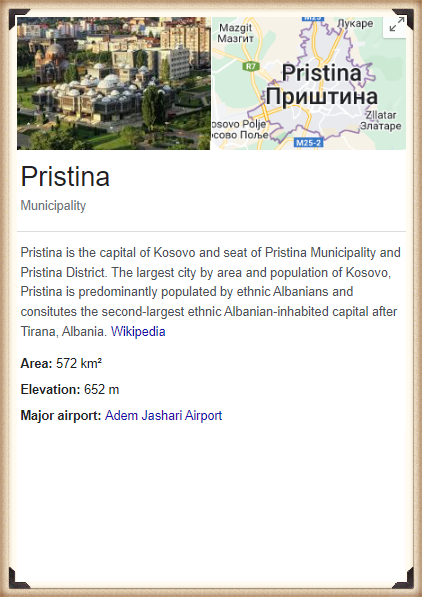 Mazgit
Мазгит
M25
Лукаре
R7
Pristina
Приштина
osovo Polje
осово Поље
Zllatar
Злата́ре
M25-2
Pristina
Municipality
Pristina is the capital of Kosovo and seat of Pristina Municipality and
Pristina District. The largest city by area and population of Kosovo,
Pristina is predominantly populated by ethnic Albanians and
consitutes the second-largest ethnic Albanian-inhabited capital after
Tirana, Albania. Wikipedia
Area: 572 km²
Elevation: 652 m
Major airport: Adem Jashari Airport